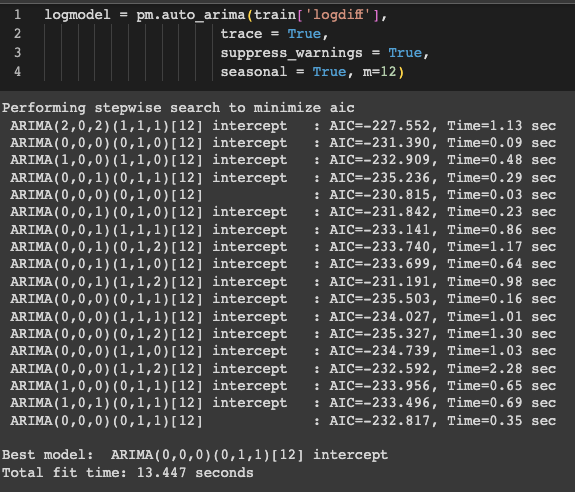 1 logmodel = pm.auto_arima(train['logdiff'],
2 trace = True,
3 suppress_warnings = True,
4 seasonal = True, m=12)
Performing stepwise search to minimize aic
ARIMA(2,0,2)(1,1,1)[12] intercept : AIC=-227.552, Time=1.13 sec
ARIMA(0,0,0)(0,1,0)[12] intercept : AIC=-231.390, Time=0.09 sec
ARIMA(1,0,0)(1,1,0)[12] intercept : AIC=-232.909, Time=0.48 sec
ARIMA(0,0,1)(0,1,1)[12] intercept : AIC=-235.236, Time=0.29 sec
ARIMA(0,0,0)(0,1,0)[12] : AIC=-230.815, Time=0.03 sec
ARIMA(0,0,1)(0,1,0)[12] intercept : AIC=-231.842, Time=0.23 sec
ARIMA(0,0,1)(1,1,1)[12] intercept : AIC=-233.141, Time=0.86 sec
ARIMA(0,0,1)(0,1,2)[12] intercept : AIC=-233.740, Time=1.17 sec
ARIMA(0,0,1)(1,1,0)[12] intercept : AIC=-233.699, Time=0.64 sec
ARIMA(0,0,1)(1,1,2)[12] intercept : AIC=-231.191, Time=0.98 sec
ARIMA(0,0,0)(0,1,1)[12] intercept : AIC=-235.503, Time=0.16 sec
ARIMA(0,0,0)(1,1,1)[12] intercept : AIC=-234.027, Time=1.01 sec
ARIMA(0,0,0)(0,1,2)[12] intercept : AIC=-235.327, Time=1.30 sec
ARIMA(0,0,0)(1,1,0)[12] intercept : AIC=-234.739, Time=1.03 sec
ARIMA(0,0,0)(1,1,2)[12] intercept : AIC=-232.592, Time=2.28 sec
ARIMA(1,0,0)(0,1,1)[12] intercept : AIC=-233.956, Time=0.65 sec
ARIMA(1,0,1)(0,1,1)[12] intercept : AIC=-233.496, Time=0.69 sec
ARIMA(0,0,0)(0,1,1)[12] : AIC=-232.817, Time=0.35 sec
Best model: ARIMA(0,0,0)(0,1,1)[12] intercept
Total fit time: 13.447 seconds